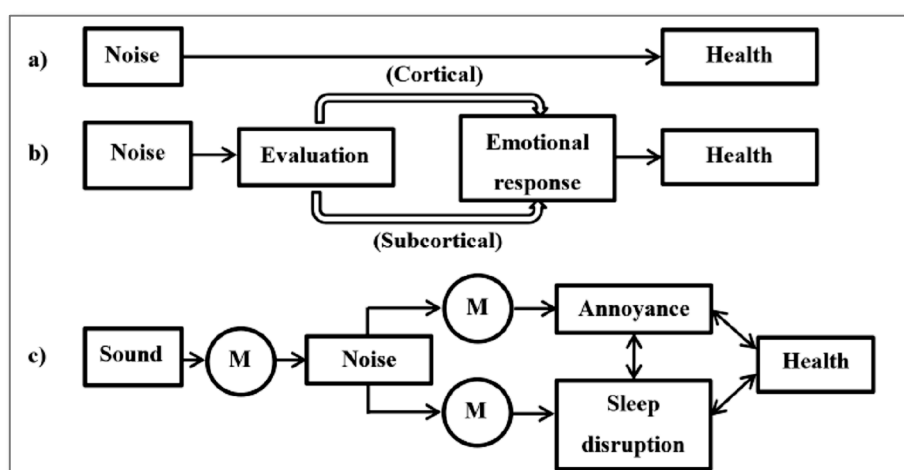 a) Noise Health
(Cortical)
b) Noise Evaluation Emotional response Health
(Subcortical)
c) Sound M Noise M Annoyance Health
M Sleep disruption